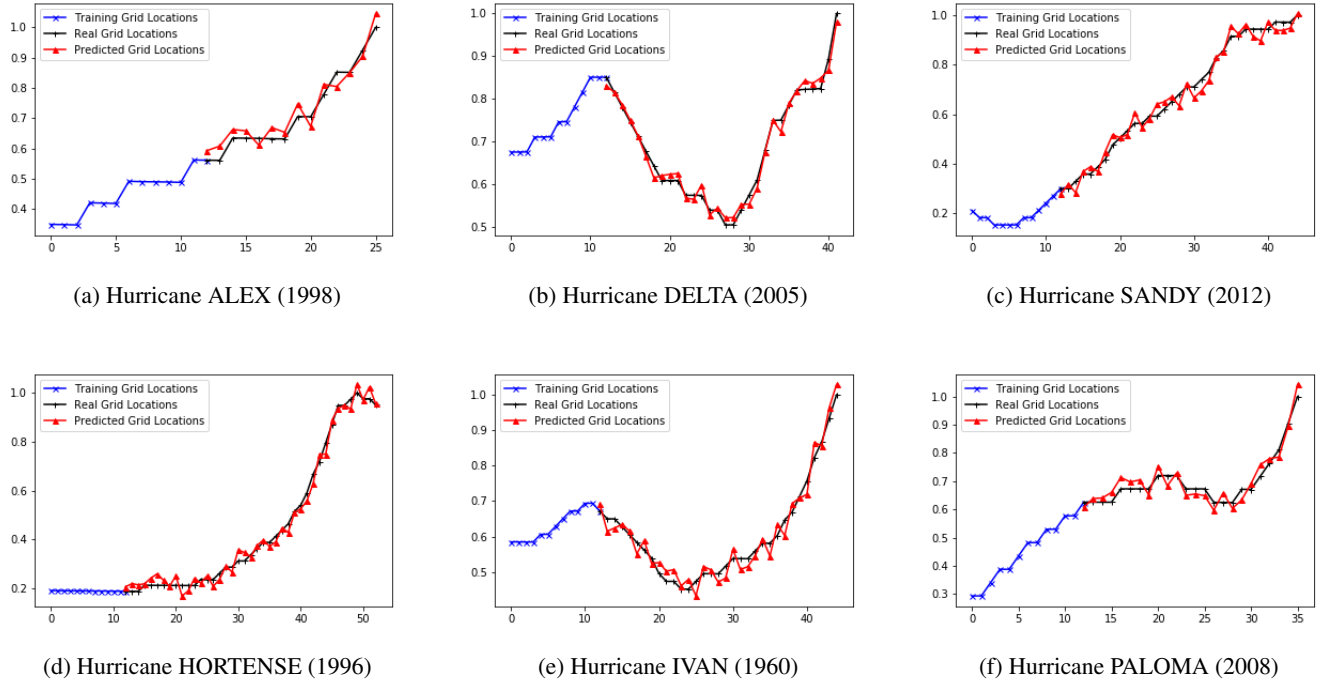 Training Grid Locations
Real Grid Locations
Predicted Grid Locations
1.0
0.9
0.8
0.7
0.6
0.5
0.4
0 5 10 15 20 25
(a) Hurricane ALEX (1998)
Training Grid Locations
Real Grid Locations
Predicted Grid Locations
1.0
0.9
0.8
0.7
0.6
0.5
0 10 20 30 40
(b) Hurricane DELTA (2005)
Training Grid Locations
Real Grid Locations
Predicted Grid Locations
1.0
0.8
0.6
0.4
0.2
0 10 20 30 40
(c) Hurricane SANDY (2012)
Training Grid Locations
Real Grid Locations
Predicted Grid Locations
1.0
0.8
0.6
0.4
0.2
0 10 20 30 40 50
(d) Hurricane HORTENSE (1996)
Training Grid Locations
Real Grid Locations
Predicted Grid Locations
1.0
0.9
0.8
0.7
0.6
0.5
0 10 20 30 40
(e) Hurricane IVAN (1960)
Training Grid Locations
Real Grid Locations
Predicted Grid Locations
1.0
0.9
0.8
0.7
0.6
0.5
0.4
0.3
0 5 10 15 20 25 30 35
(f) Hurricane PALOMA (2008)